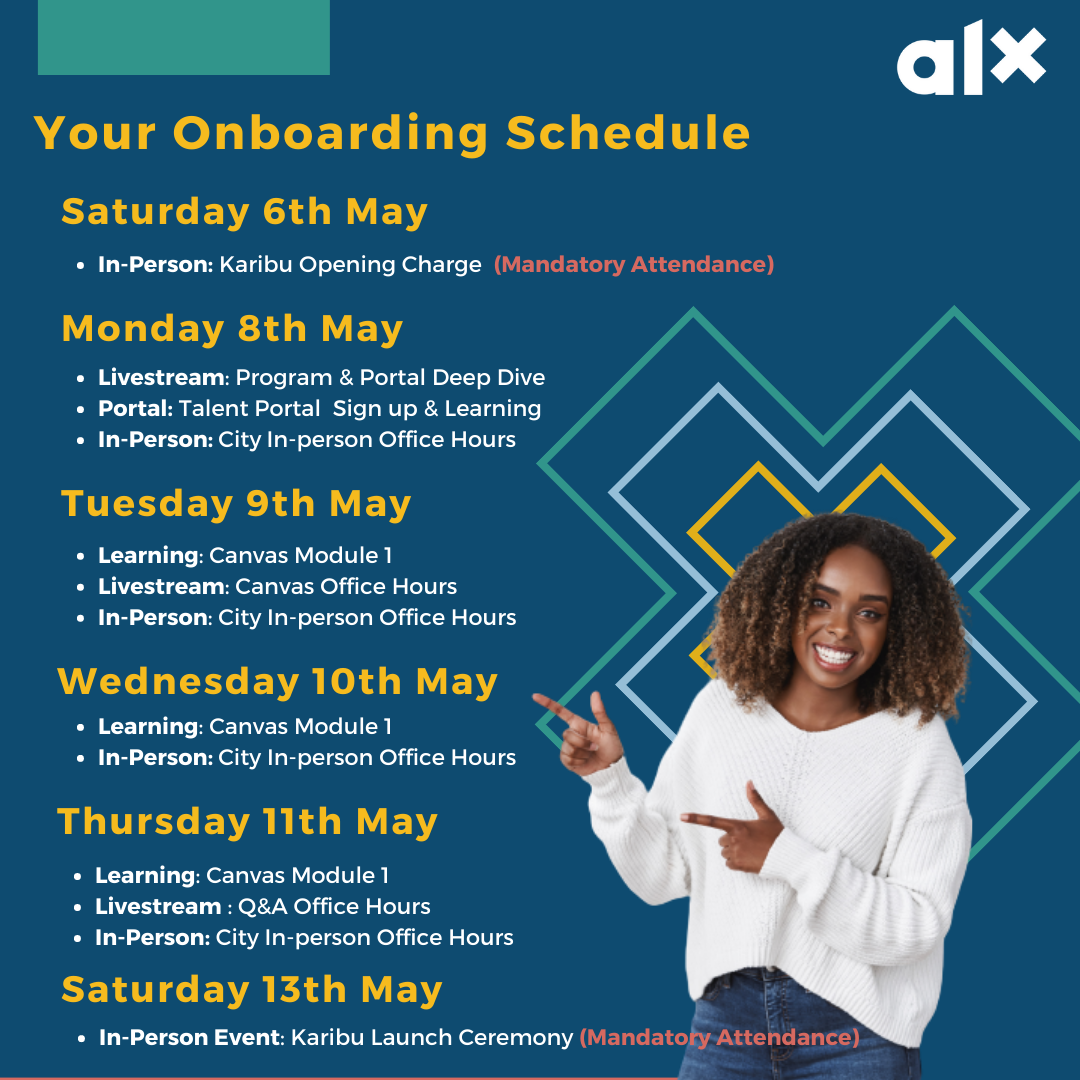 alx
Your Onboarding Schedule
Saturday 6th May
• In-Person: Karibu Opening Charge (Mandatory Attendance)
Monday 8th May
• Livestream: Program & Portal Deep Dive
• Portal: Talent Portal Sign up & Learning
• In-Person: City In-person Office Hours
Tuesday 9th May
• Learning: Canvas Module 1
• Livestream: Canvas Office Hours
• In-Person: City In-person Office Hours
Wednesday 10th May
• Learning: Canvas Module 1
• In-Person: City In-person Office Hours
Thursday 11th May
• Learning: Canvas Module 1
• Livestream : Q&A Office Hours
• In-Person: City In-person Office Hours
Saturday 13th May
• In-Person Event: Karibu Launch Ceremony (Mandatory Attendance)